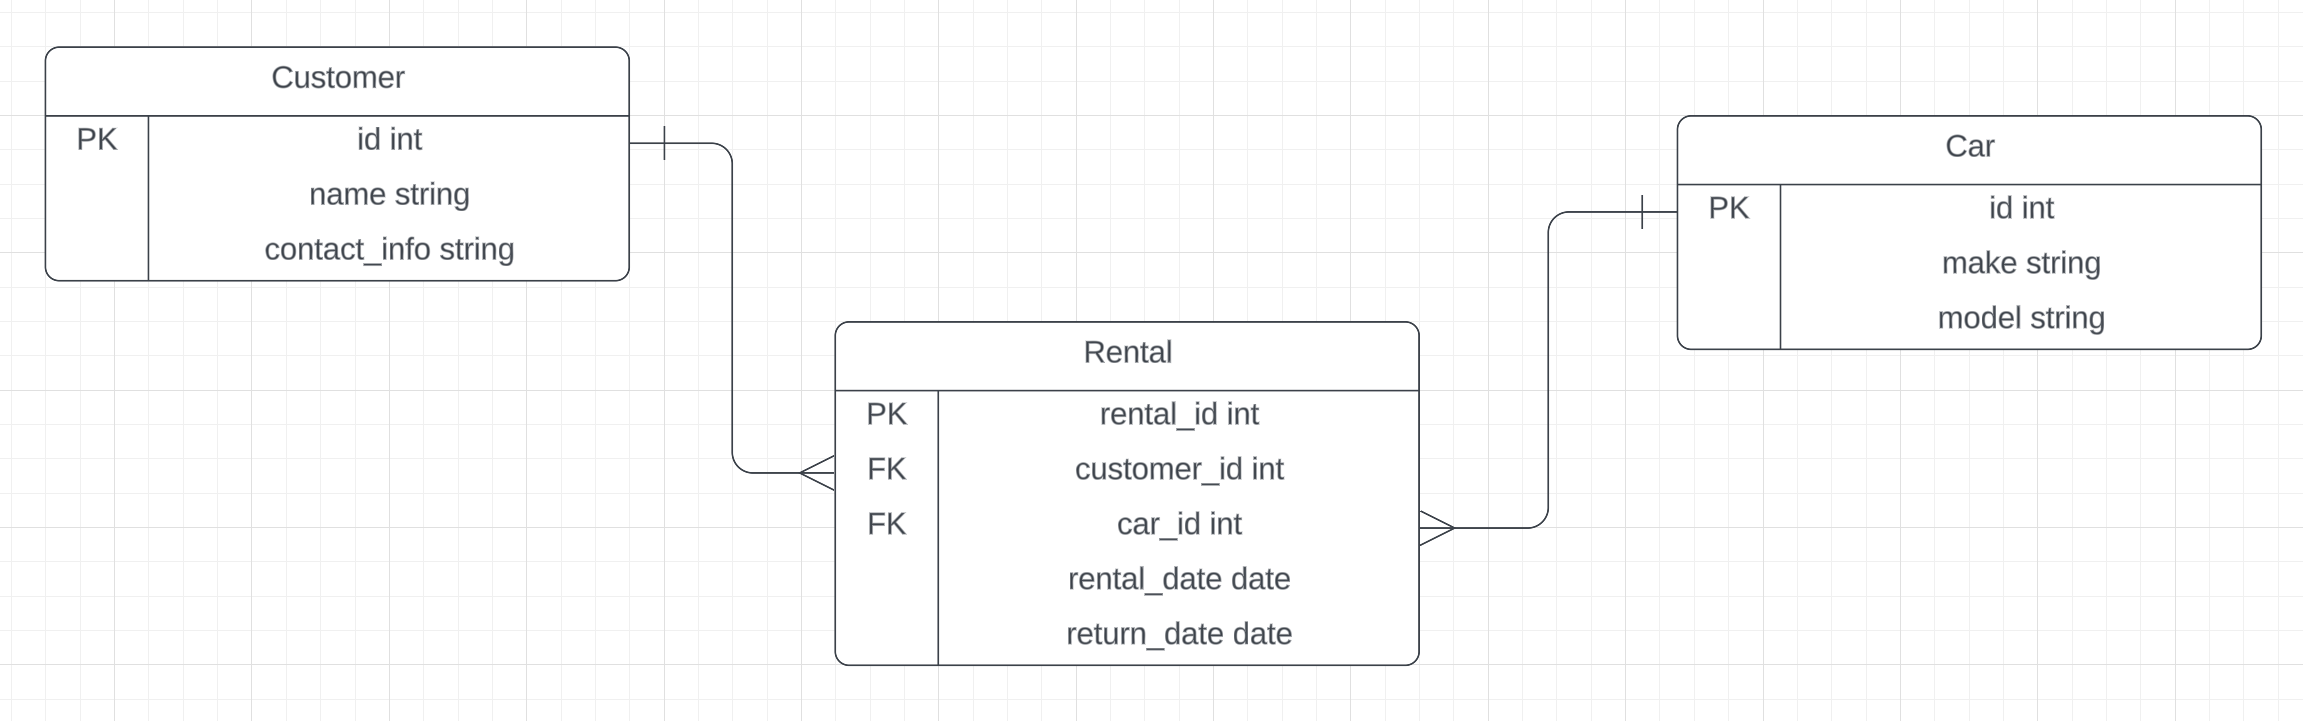 Customer
PK id int
name string
contact_info string
Car
PK id int
make string
model string
Rental
PK rental_id int
FK customer_id int
FK car_id int
rental_date date
return_date date